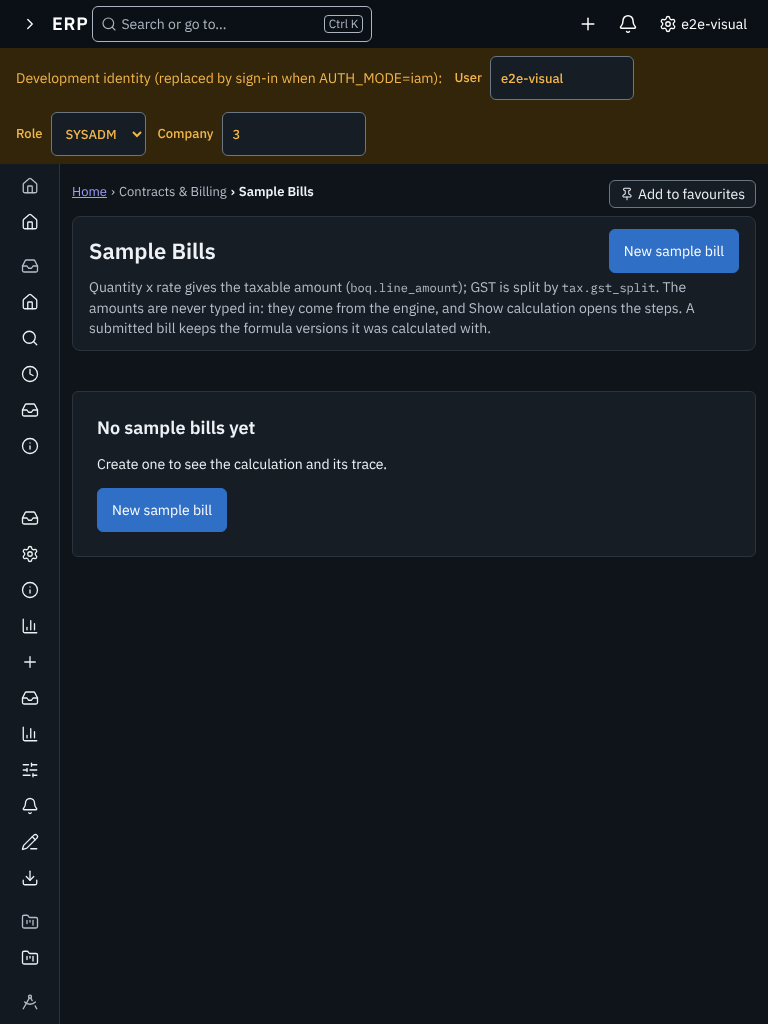 ERP
Search or go to...
Ctrl K
e2e-visual
Development identity (replaced by sign-in when AUTH_MODE=iam):
User
e2e-visual
Role
SYSADM
Company
3
Home › Contracts & Billing › Sample Bills
Add to favourites
Sample Bills
New sample bill
Quantity x rate gives the taxable amount (boq.line_amount); GST is split by tax.gst_split. The
amounts are never typed in: they come from the engine, and Show calculation opens the steps. A
submitted bill keeps the formula versions it was calculated with.
No sample bills yet
Create one to see the calculation and its trace.
New sample bill